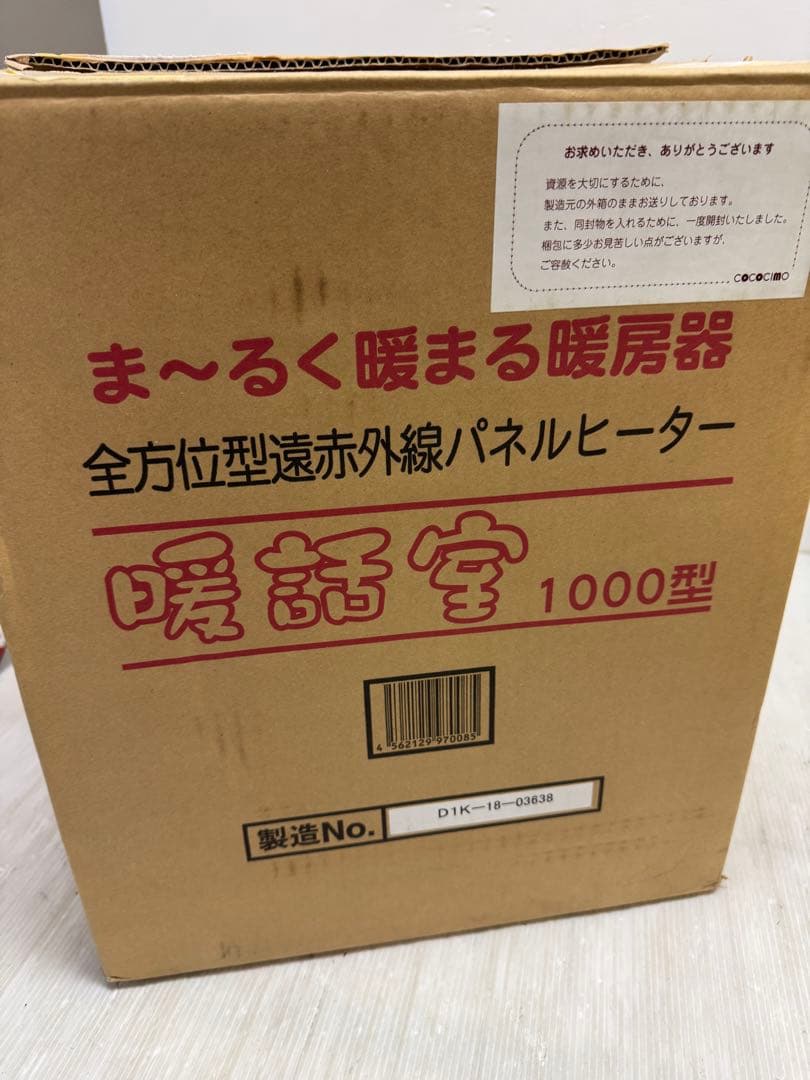 お求めいただき、ありがとうございます
資源を大切にするために、
製造元の外箱のままお送りしております。
また、同封物を入れるために、一度開封いたしました。
梱包に多少お見苦しい点がございますが、
ご容赦ください。
cococimo
ま〜るく暖まる暖房器
全方位型遠赤外線パネルヒーター
暖話室 1000型
4 562129 970085
製造No. D1K-18-03638